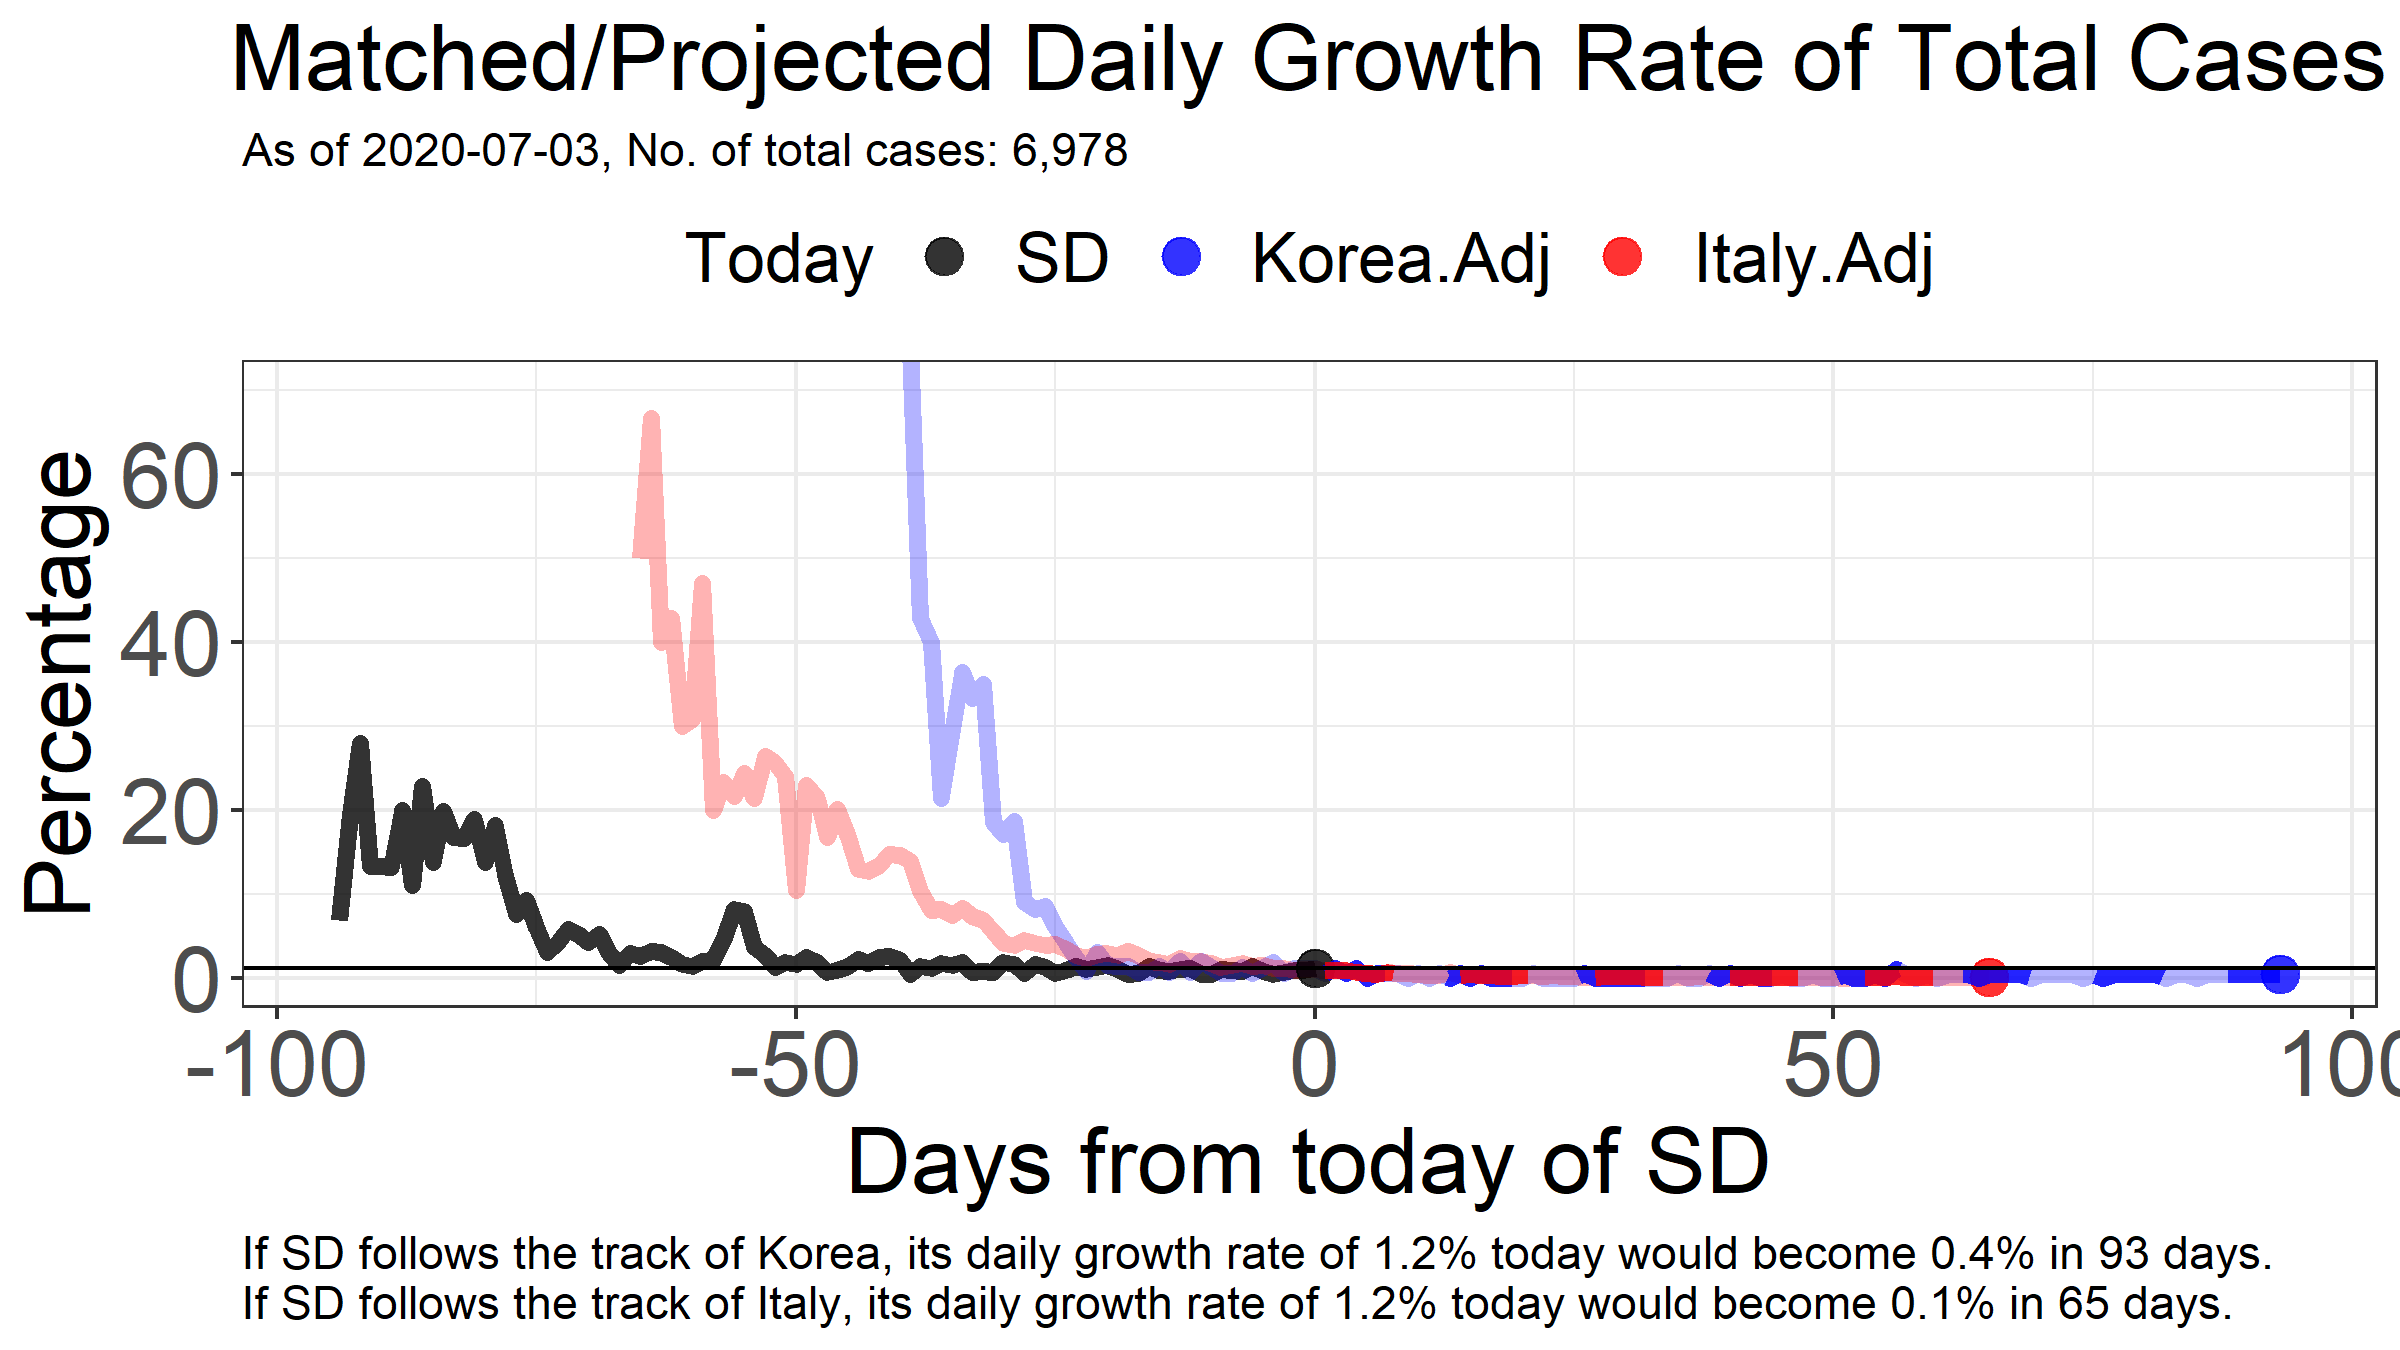 Matched/Projected Daily Growth Rate of Total Cases
As of 2020-07-03, No. of total cases: 6,978
Today SD Korea.Adj Italy.Adj
Percentage
60
40
20
0
-100 -50 0 50 100
Days from today of SD
If SD follows the track of Korea, its daily growth rate of 1.2% today would become 0.4% in 93 days.
If SD follows the track of Italy, its daily growth rate of 1.2% today would become 0.1% in 65 days.